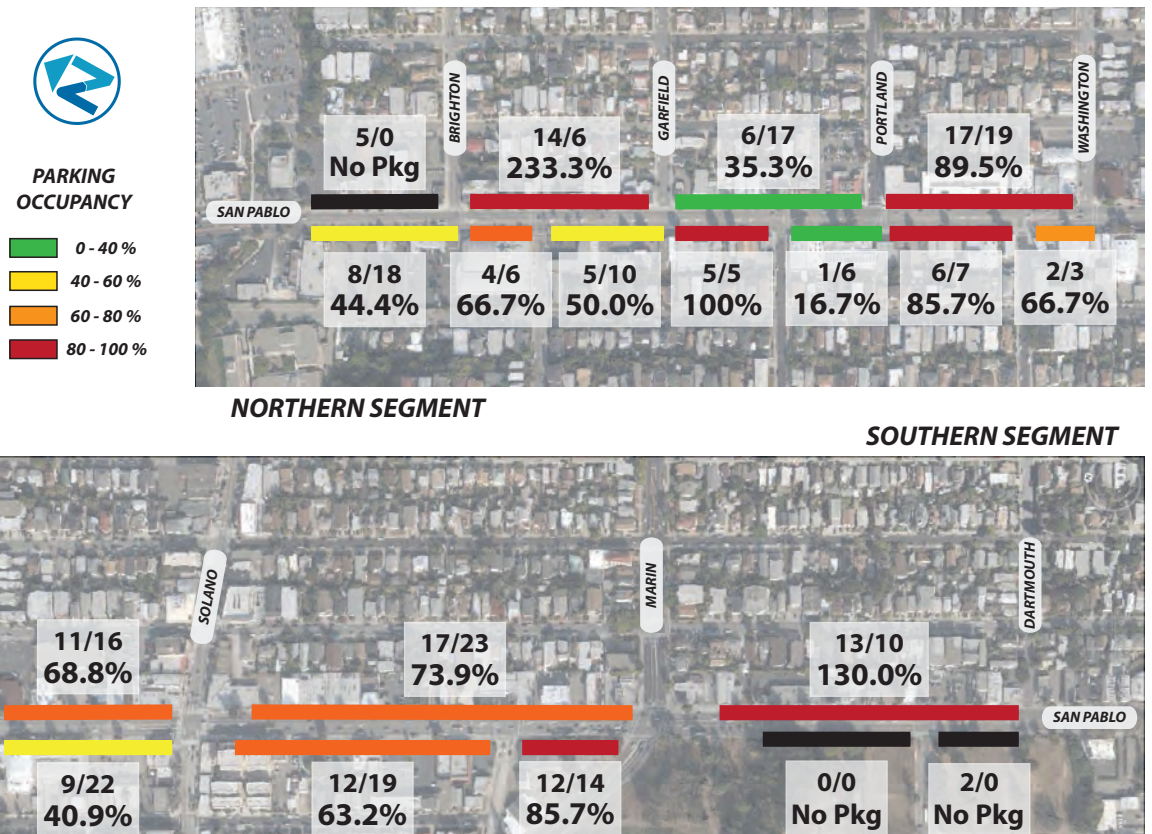 PARKING
OCCUPANCY
0 - 40 %
40 - 60 %
60 - 80 %
80 - 100 %
SAN PABLO
BRIGHTON
GARFIELD
PORTLAND
WASHINGTON
5/0
No Pkg
14/6
233.3%
6/17
35.3%
17/19
89.5%
8/18
44.4%
4/6
66.7%
5/10
50.0%
5/5
100%
1/6
16.7%
6/7
85.7%
2/3
66.7%
NORTHERN SEGMENT
SOUTHERN SEGMENT
SOLANO
MARIN
DARTMOUTH
11/16
68.8%
17/23
73.9%
13/10
130.0%
SAN PABLO
9/22
40.9%
12/19
63.2%
12/14
85.7%
0/0
No Pkg
2/0
No Pkg